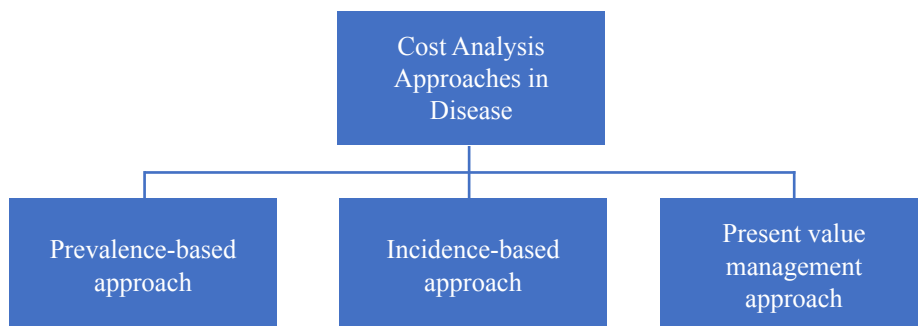 Cost Analysis
Approaches in
Disease
Prevalence-based
approach
Incidence-based
approach
Present value
management
approach